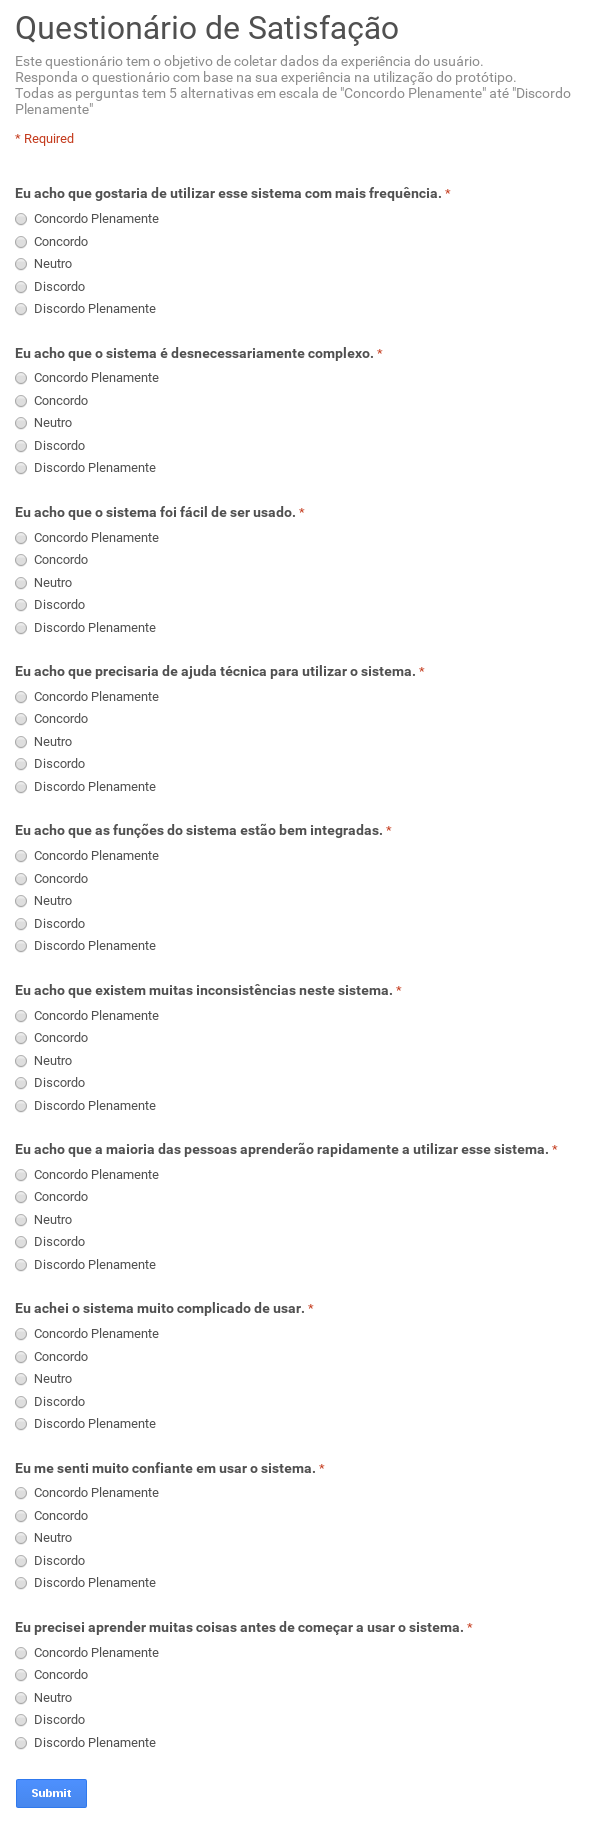 Questionário de Satisfação
Este questionário tem o objetivo de coletar dados da experiência do usuário.
Responda o questionário com base na sua experiência na utilização do protótipo.
Todas as perguntas tem 5 alternativas em escala de "Concordo Plenamente" até "Discordo
Plenamente"
* Required
Eu acho que gostaria de utilizar esse sistema com mais frequência. *
Concordo Plenamente
Concordo
Neutro
Discordo
Discordo Plenamente
Eu acho que o sistema é desnecessariamente complexo. *
Concordo Plenamente
Concordo
Neutro
Discordo
Discordo Plenamente
Eu acho que o sistema foi fácil de ser usado. *
Concordo Plenamente
Concordo
Neutro
Discordo
Discordo Plenamente
Eu acho que precisaria de ajuda técnica para utilizar o sistema. *
Concordo Plenamente
Concordo
Neutro
Discordo
Discordo Plenamente
Eu acho que as funções do sistema estão bem integradas. *
Concordo Plenamente
Concordo
Neutro
Discordo
Discordo Plenamente
Eu acho que existem muitas inconsistências neste sistema. *
Concordo Plenamente
Concordo
Neutro
Discordo
Discordo Plenamente
Eu acho que a maioria das pessoas aprenderão rapidamente a utilizar esse sistema. *
Concordo Plenamente
Concordo
Neutro
Discordo
Discordo Plenamente
Eu achei o sistema muito complicado de usar. *
Concordo Plenamente
Concordo
Neutro
Discordo
Discordo Plenamente
Eu me senti muito confiante em usar o sistema. *
Concordo Plenamente
Concordo
Neutro
Discordo
Discordo Plenamente
Eu precisei aprender muitas coisas antes de começar a usar o sistema. *
Concordo Plenamente
Concordo
Neutro
Discordo
Discordo Plenamente
Submit